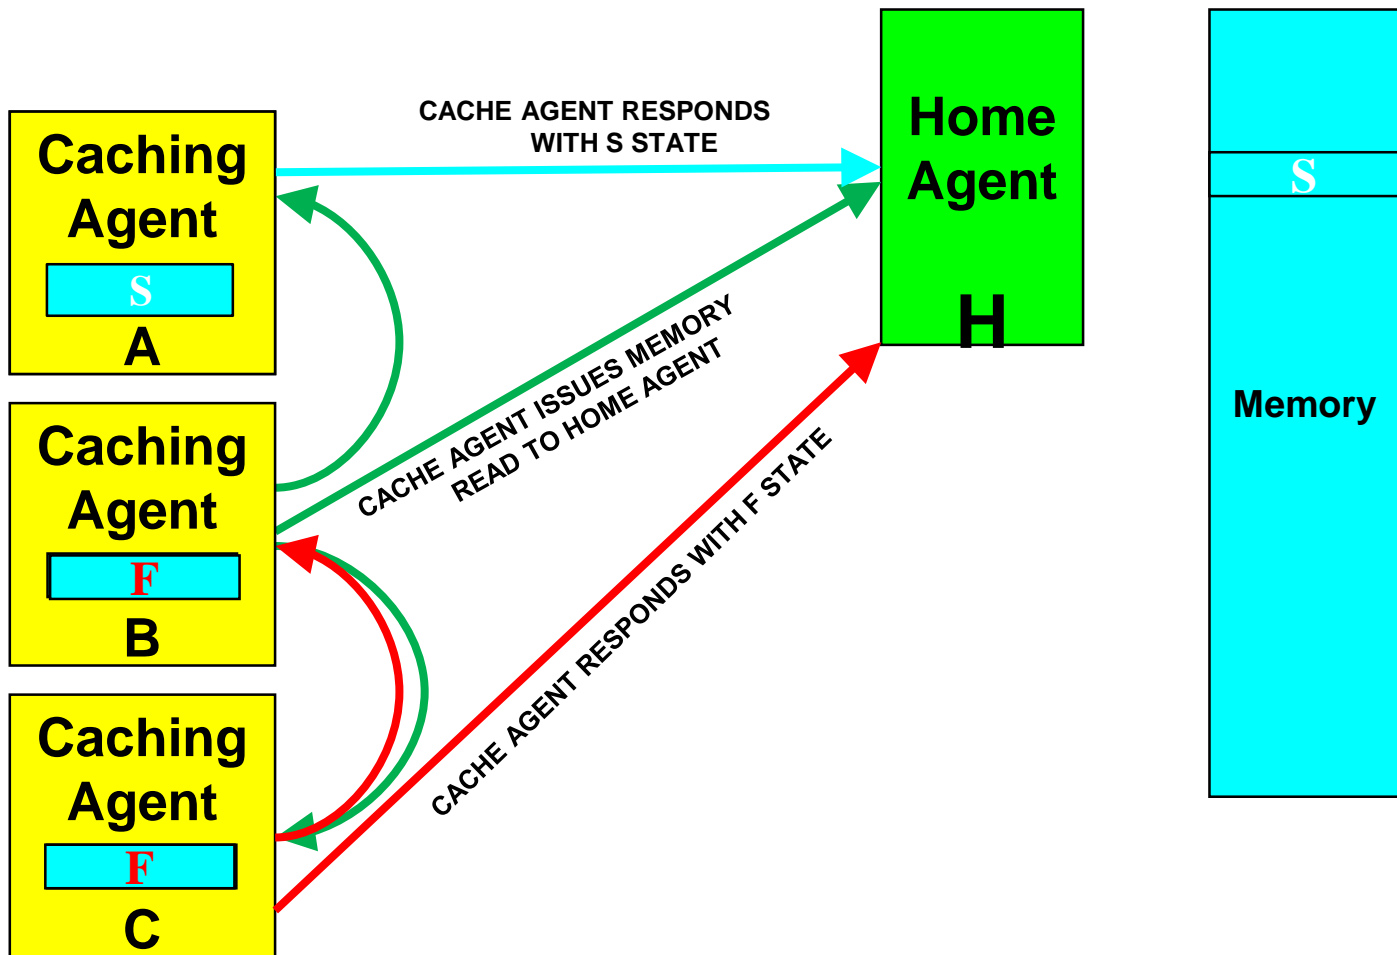 CACHE AGENT RESPONDS
WITH S STATE
Caching
Agent
S
A
Caching
Agent
F
B
Caching
Agent
F
C
CACHE AGENT ISSUES MEMORY
READ TO HOME AGENT
CACHE AGENT RESPONDS WITH F STATE
Home
Agent
H
S
Memory